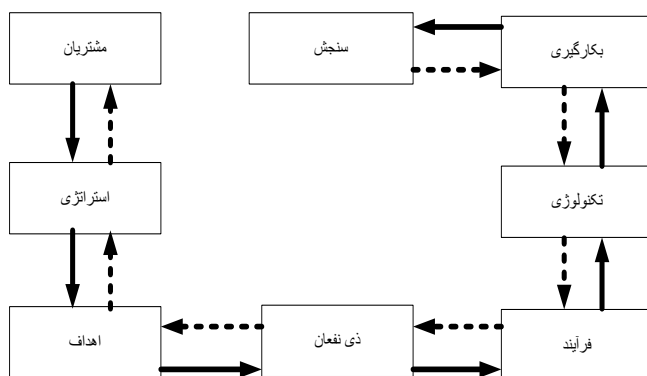 بکارگیری
سنجش
مشتریان
تکنولوژی
استراتژی
فرآیند
ذی نفعان
اهداف